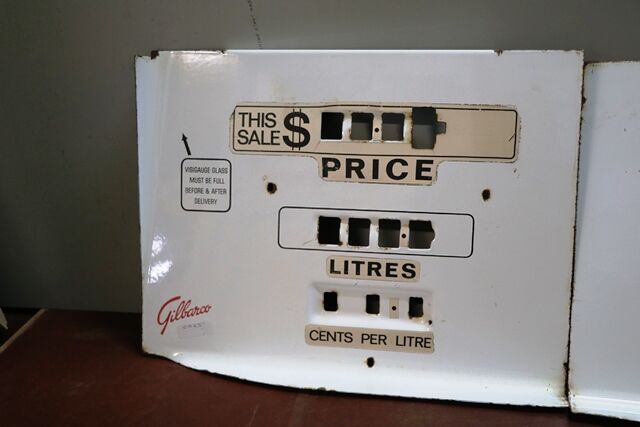 THIS
SALE $
PRICE
VISIGAUGE GLASS
MUST BE FULL
BEFORE & AFTER
DELIVERY
LITRES
Gilbarco
CENTS PER LITRE